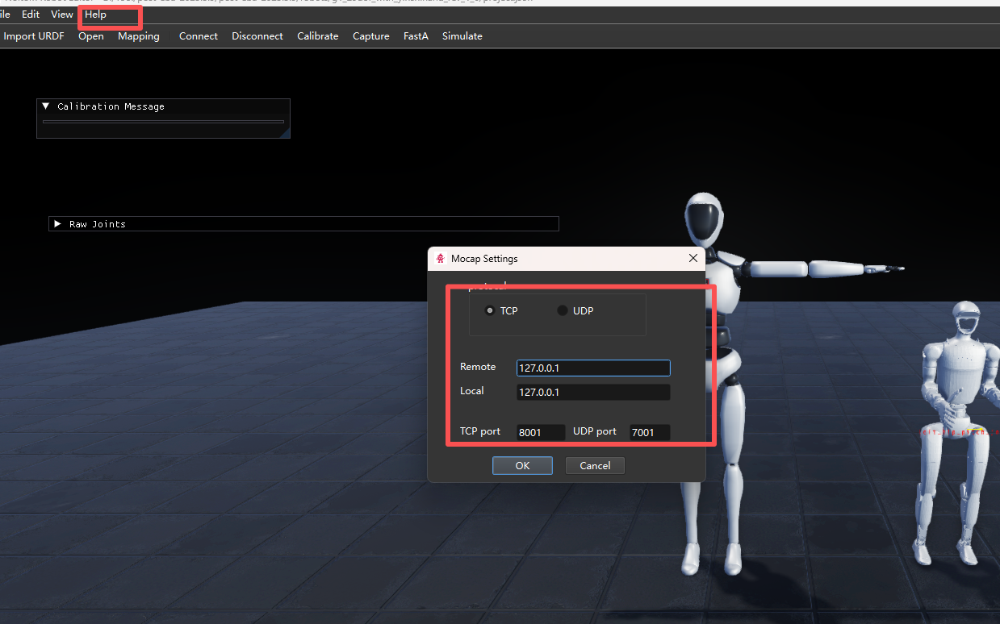 ile Edit View Help
Import URDF Open Mapping Connect Disconnect Calibrate Capture FastA Simulate
Calibration Message
Raw Joints
Mocap Settings
protocol
TCP UDP
Remote 127.0.0.1
Local 127.0.0.1
TCP port 8001 UDP port 7001
OK Cancel